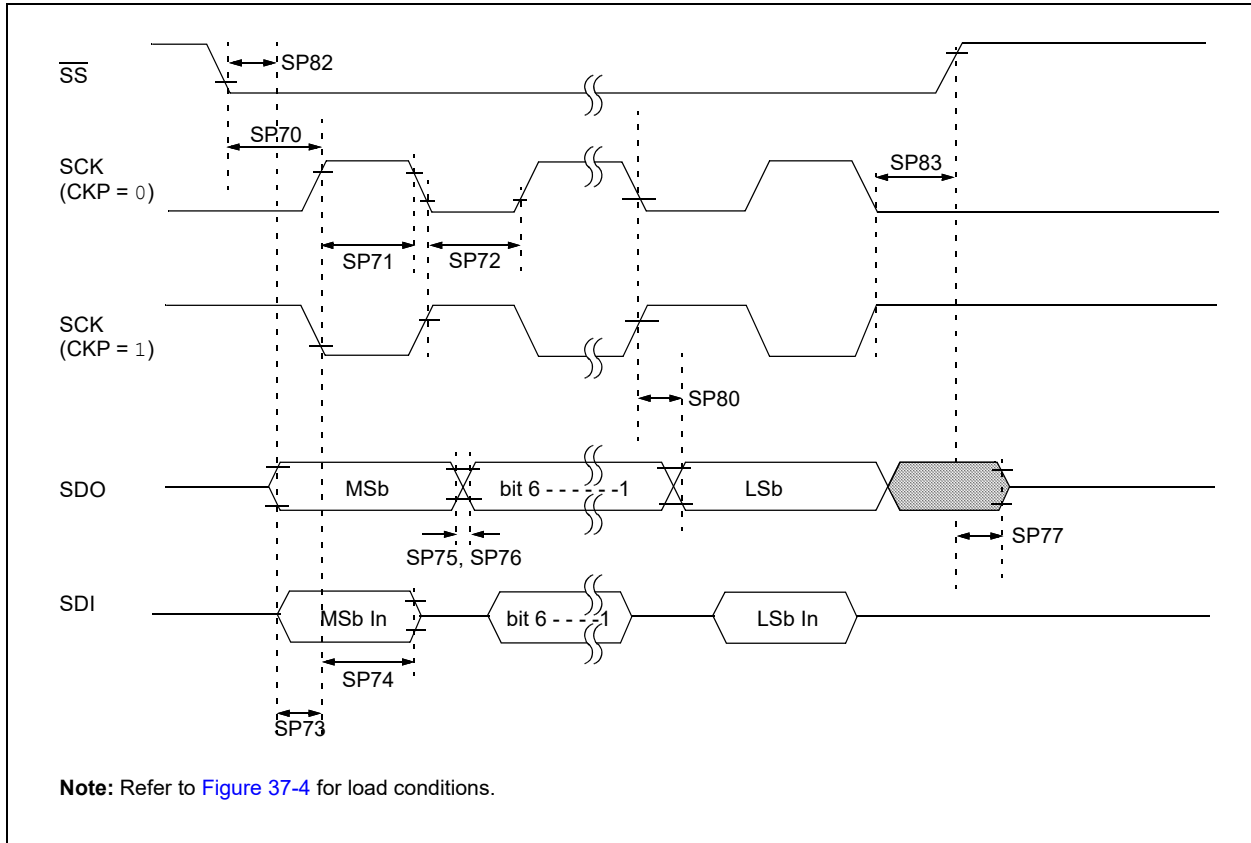 SS
SP82
SP70
SCK
(CKP = 0)
SP83
SP71
SP72
SCK
(CKP = 1)
SP80
SDO
MSb
bit 6 - - - - - -1
LSb
SP75, SP76
SP77
SDI
MSb In
bit 6 - - - -1
LSb In
SP74
SP73
Note: Refer to Figure 37-4 for load conditions.